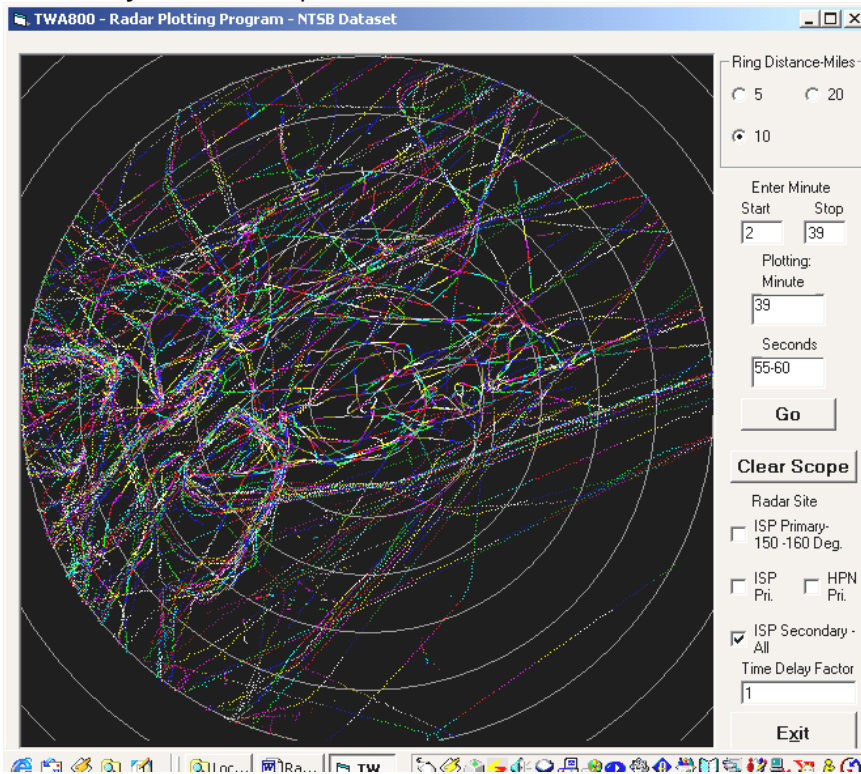 TWA800 - Radar Plotting Program - NTSB Dataset
Ring Distance-Miles
5 20
10
Enter Minute
Start Stop
2 39
Plotting:
Minute
39
Seconds
55-60
Go
Clear Scope
Radar Site
ISP Primary-
150 -160 Deg.
ISP HPN
Pri. Pri.
ISP Secondary -
All
Time Delay Factor
1
Exit
Loc... Ra... TW...